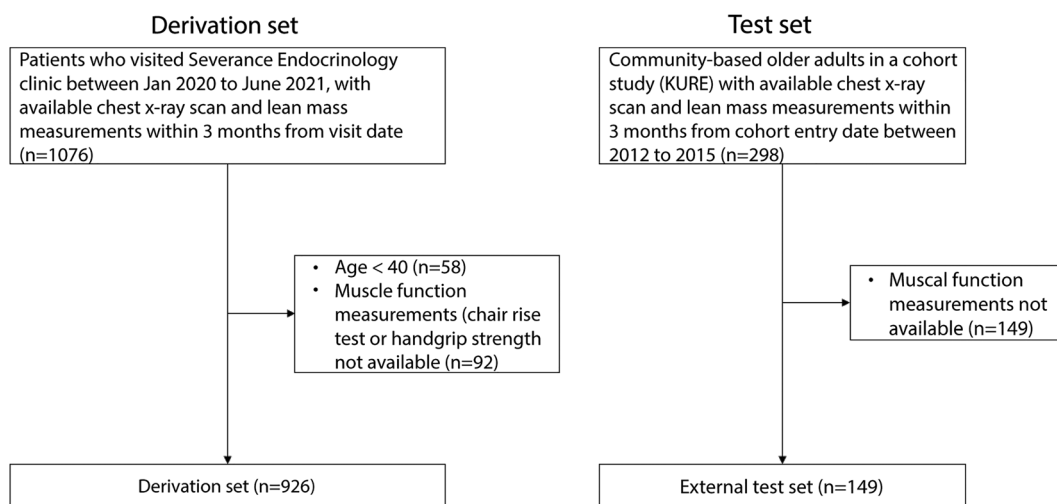 Derivation set
Patients who visited Severance Endocrinology
clinic between Jan 2020 to June 2021, with
available chest x-ray scan and lean mass
measurements within 3 months from visit date
(n=1076)
• Age < 40 (n=58)
• Muscle function
measurements (chair rise
test or handgrip strength
not available (n=92)
Derivation set (n=926)
Test set
Community-based older adults in a cohort
study (KURE) with available chest x-ray
scan and lean mass measurements within
3 months from cohort entry date between
2012 to 2015 (n=298)
• Muscal function
measurements not
available (n=149)
External test set (n=149)